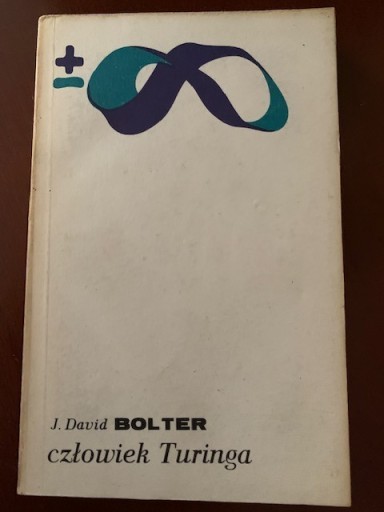 ±
J. David BOLTER
człowiek Turinga